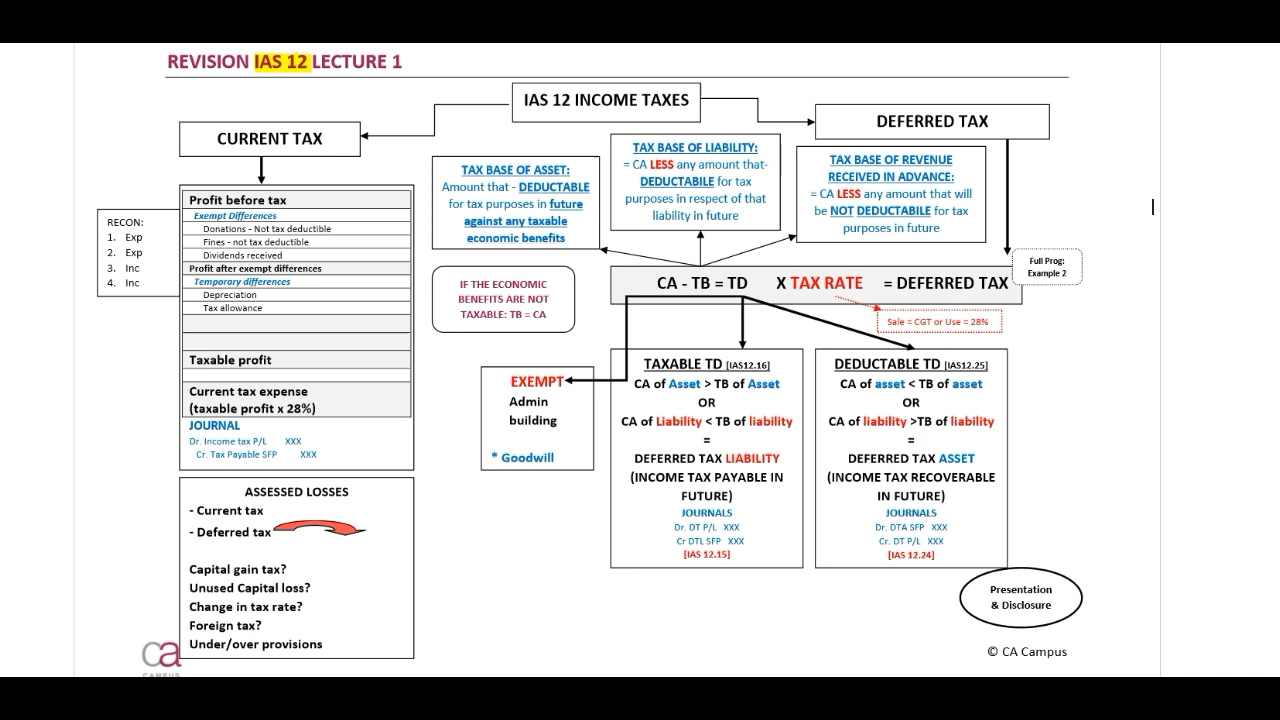 REVISION IAS 12 LECTURE 1
IAS 12 INCOME TAXES
CURRENT TAX
DEFERRED TAX
TAX BASE OF ASSET:
Amount that - DEDUCTABLE
for tax purposes in future
against any taxable
economic benefits
TAX BASE OF LIABILITY:
= CA LESS any amount that-
DEDUCTABILE for tax
purposes in respect of that
liability in future
TAX BASE OF REVENUE
RECEIVED IN ADVANCE:
= CA LESS any amount that will
be NOT DEDUCTABILE for tax
purposes in future
RECON:
1. Exp
2. Exp
3. Inc
4. Inc
Profit before tax
Exempt Differences
Donations - Not tax deductible
Fines - not tax deductible
Dividends received
Profit after exempt differences
Temporary differences
Depreciation
Tax allowance
Taxable profit
Current tax expense
(taxable profit x 28%)
JOURNAL
Dr. Income tax P/L XXX
Cr. Tax Payable SFP XXX
IF THE ECONOMIC
BENEFITS ARE NOT
TAXABLE: TB = CA
CA - TB = TD X TAX RATE = DEFERRED TAX
Full Prog:
Example 2
Sale = CGT or Use = 28%
EXEMPT
Admin
building
* Goodwill
TAXABLE TD [IAS12.16]
CA of Asset > TB of Asset
OR
CA of Liability < TB of liability
=
DEFERRED TAX LIABILITY
(INCOME TAX PAYABLE IN
FUTURE)
JOURNALS
Dr. DT P/L XXX
Cr DTL SFP XXX
[IAS 12.15]
DEDUCTABLE TD [IAS12.25]
CA of asset < TB of asset
OR
CA of liability >TB of liability
=
DEFERRED TAX ASSET
(INCOME TAX RECOVERABLE
IN FUTURE)
JOURNALS
Dr. DTA SFP XXX
Cr. DT P/L XXX
[IAS 12.24]
ASSESSED LOSSES
- Current tax
- Deferred tax
Capital gain tax?
Unused Capital loss?
Change in tax rate?
Foreign tax?
Under/over provisions
Presentation
& Disclosure
ca
CAMPUS
© CA Campus